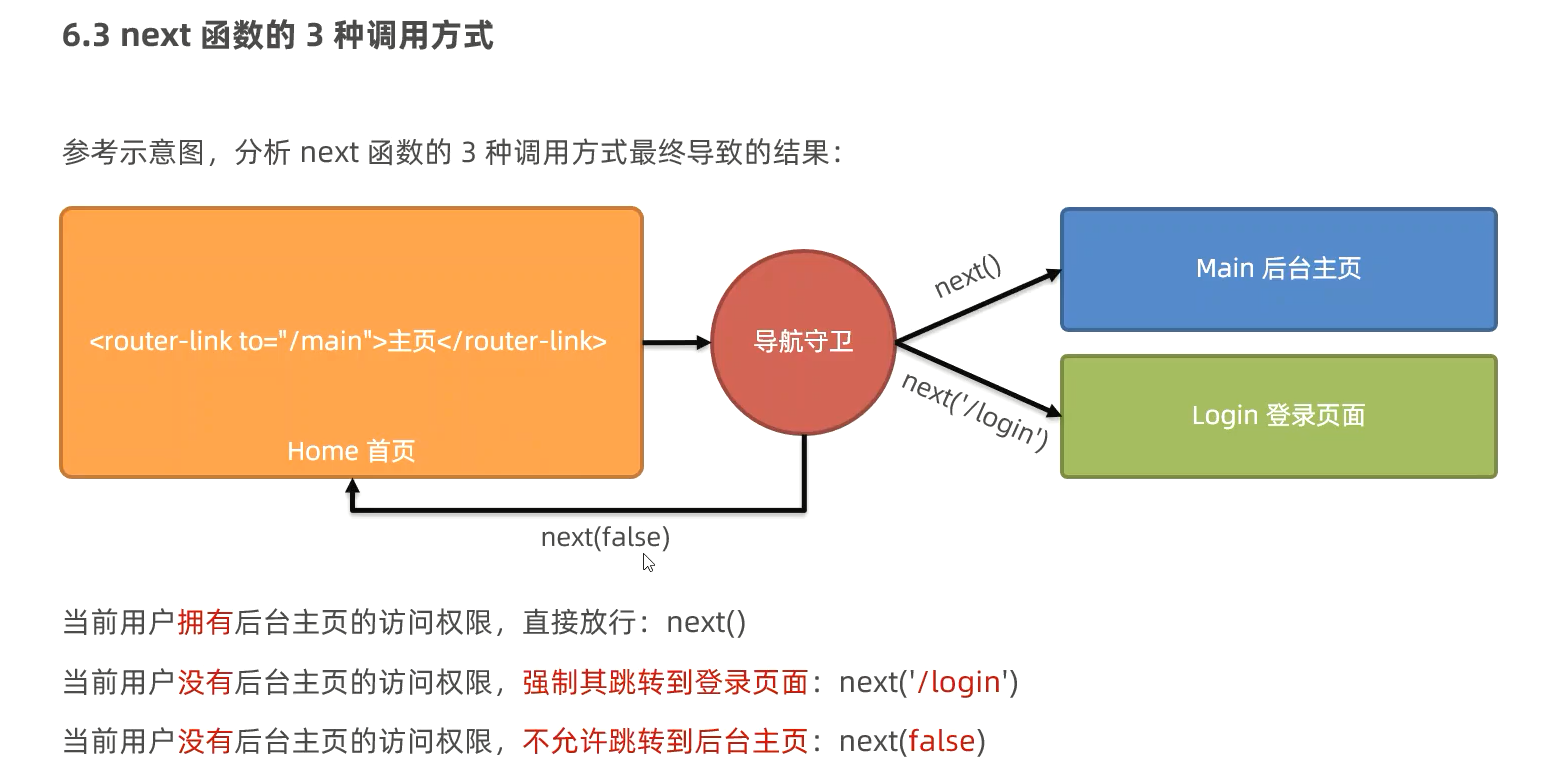 6.3 next 函数的 3 种调用方式
参考示意图，分析 next 函数的 3 种调用方式最终导致的结果：
<router-link to="/main">主页</router-link>
Home 首页
导航守卫
next()
next('/login')
Main 后台主页
Login 登录页面
next(false)
当前用户拥有后台主页的访问权限，直接放行：next()
当前用户没有后台主页的访问权限，强制其跳转到登录页面：next('/login')
当前用户没有后台主页的访问权限，不允许跳转到后台主页：next(false)